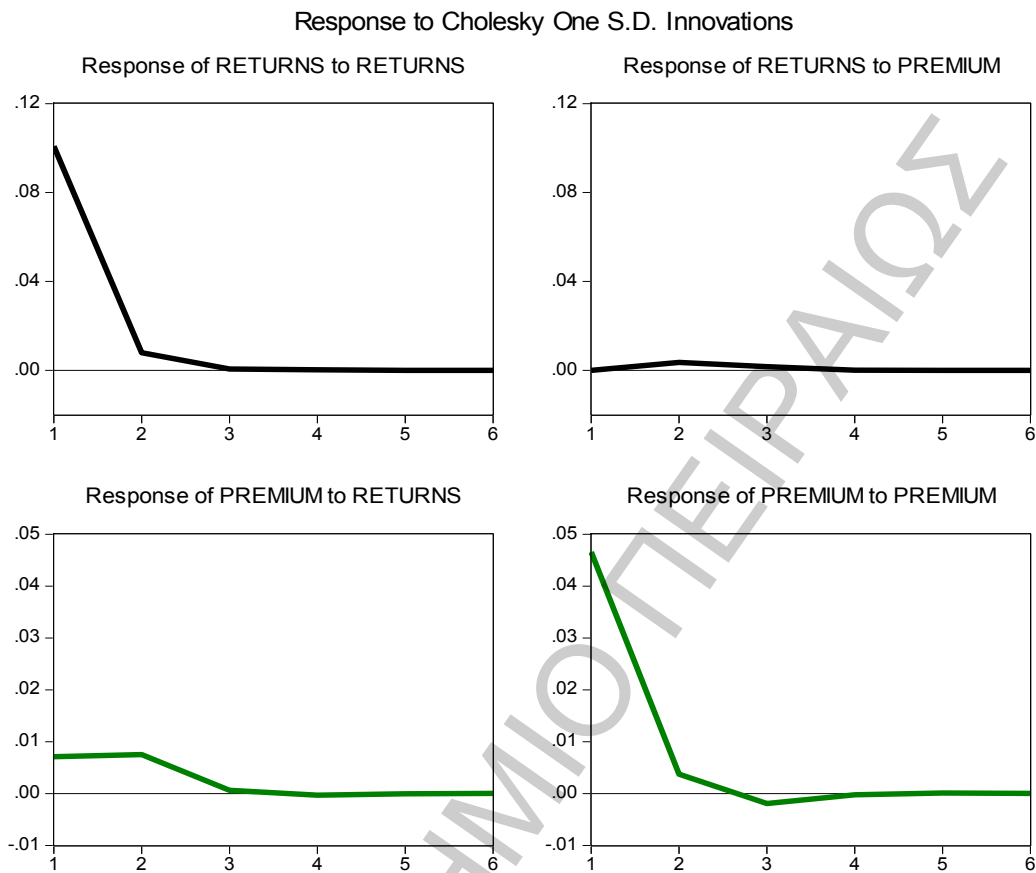 Response to Cholesky One S.D. Innovations
Response of RETURNS to RETURNS
.12
.08
.04
.00
1 2 3 4 5 6
Response of RETURNS to PREMIUM
.12
.08
.04
.00
1 2 3 4 5 6
Response of PREMIUM to RETURNS
.05
.04
.03
.02
.01
.00
-.01
1 2 3 4 5 6
Response of PREMIUM to PREMIUM
.05
.04
.03
.02
.01
.00
-.01
1 2 3 4 5 6
ΗΜΙΟ ΠΕΙΡΑΙΩΣ